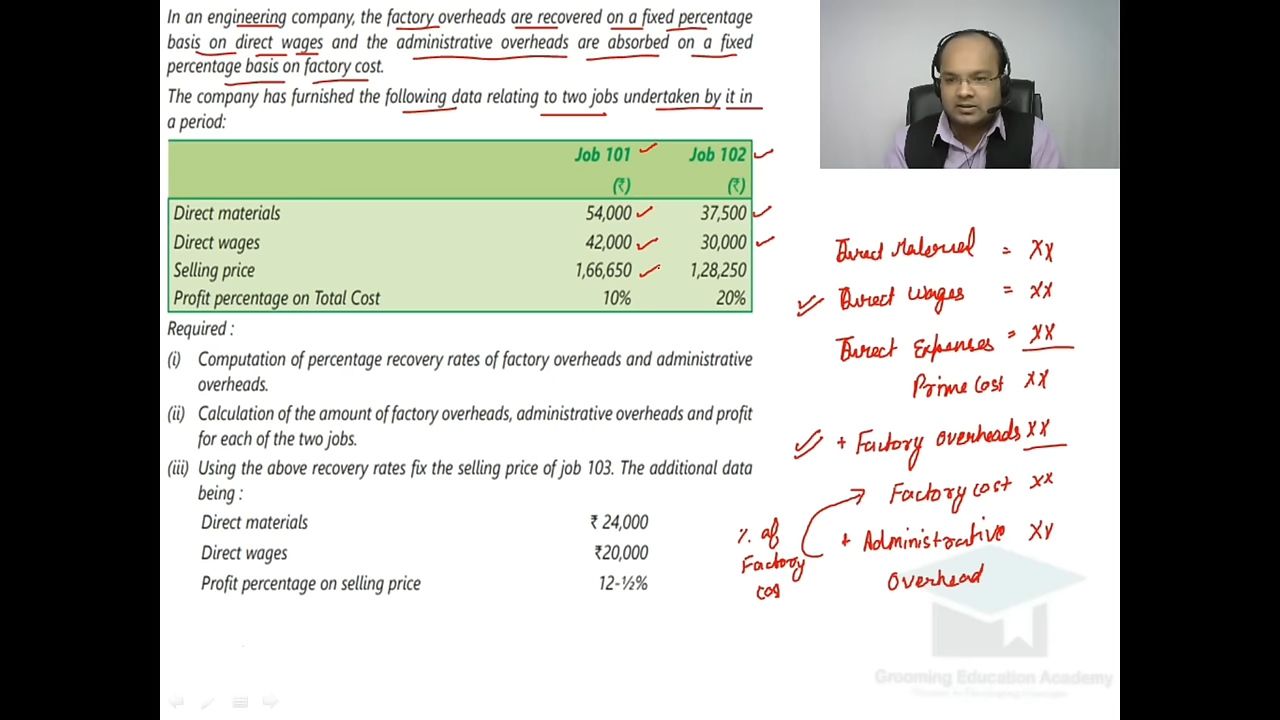 In an engineering company, the factory overheads are recovered on a fixed percentage
basis on direct wages and the administrative overheads are absorbed on a fixed
percentage basis on factory cost.
The company has furnished the following data relating to two jobs undertaken by it in
a period:
Job 101 Job 102
(₹) (₹)
Direct materials 54,000 37,500
Direct wages 42,000 30,000
Selling price 1,66,650 1,28,250
Profit percentage on Total Cost 10% 20%
Required :
(i) Computation of percentage recovery rates of factory overheads and administrative
overheads.
(ii) Calculation of the amount of factory overheads, administrative overheads and profit
for each of the two jobs.
(iii) Using the above recovery rates fix the selling price of job 103. The additional data
being :
Direct materials ₹ 24,000
Direct wages ₹20,000
Profit percentage on selling price 12-½%
Direct Material = XX
Direct Wages = XX
Direct Expenses = XX
Prime Cost XX
+ Factory overheads XX
Factory cost XX
+ Administrative XX
Overhead
% of
Factory
cos
Grooming Education Academy